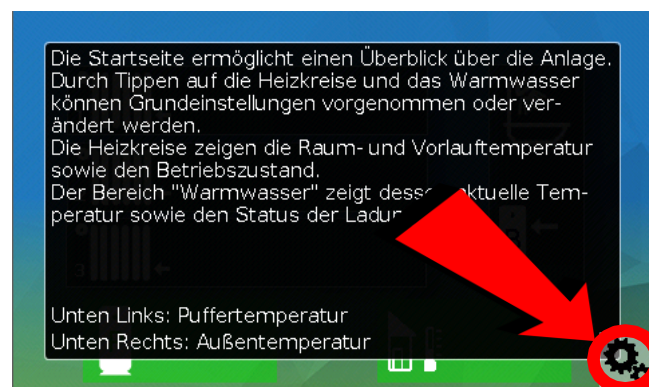 Die Startseite ermöglicht einen Überblick über die Anlage.
Durch Tippen auf die Heizkreise und das Warmwasser
können Grundeinstellungen vorgenommen oder ver-
ändert werden.
Die Heizkreise zeigen die Raum- und Vorlauftemperatur
sowie den Betriebszustand.
Der Bereich "Warmwasser" zeigt aktuelle Tem-
peratur sowie den Status der
Unten Links: Puffertemperatur
Unten Rechts: Außentemperatur